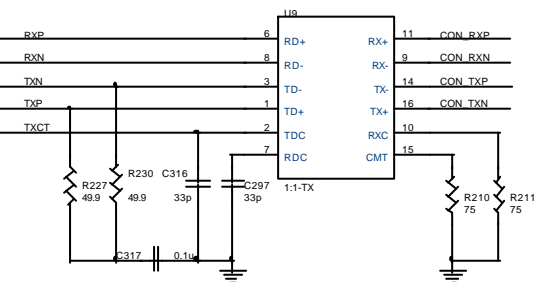 U9
RXP 6 RD+ RX+ 11 CON_RXP
RXN 8 RD- RX- 9 CON_RXN
TXN 3 TD- TX- 14 CON_TXP
TXP 1 TD+ TX+ 16 CON_TXN
TXCT 2 TDC RXC 10
7 RDC CMT 15
1:1-TX
R227
49.9
R230
49.9
C316
33p
C297
33p
R210
75
R211
75
C317 0.1u